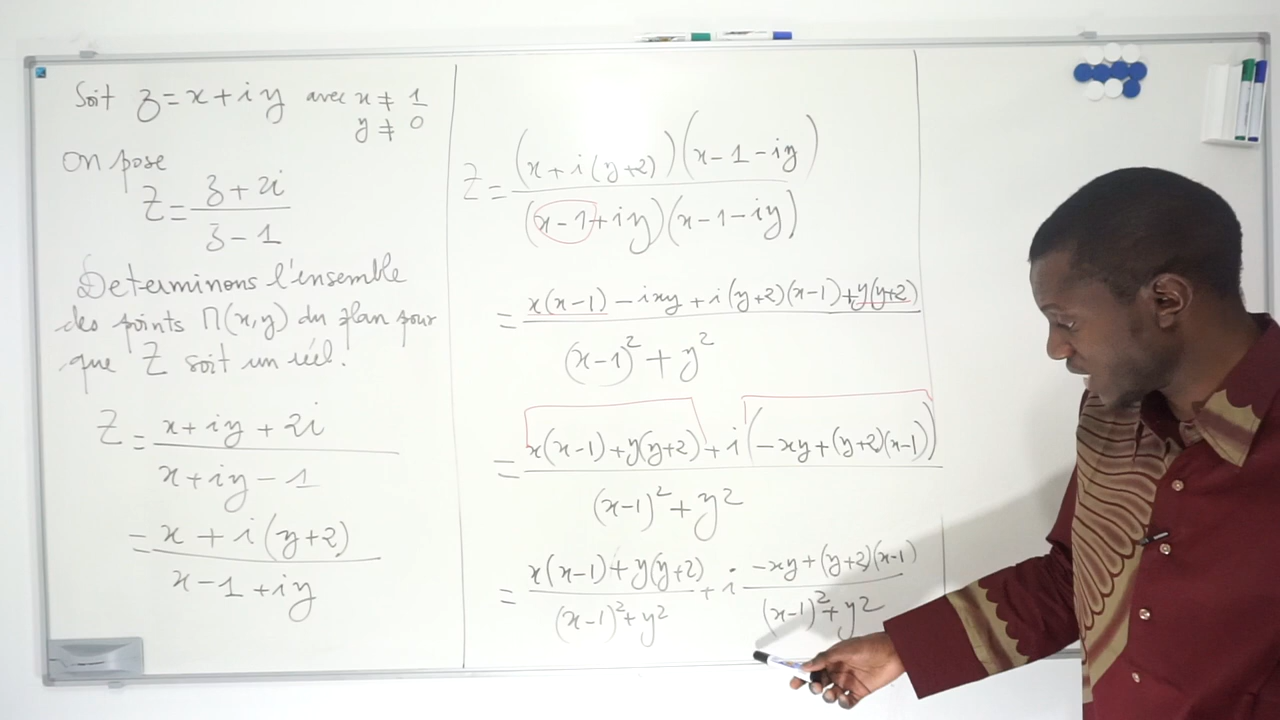 Soit z = x + iy avec x ≠ 1
y ≠ 0
On pose
Z = (z + 2i) / (z - 1)
Determinons l'ensemble
des points M(x,y) du plan pour
que Z soit un réel.
Z = (x + iy + 2i) / (x + iy - 1)
= (x + i(y+2)) / (x - 1 + iy)
Z = ((x + i(y+2))(x - 1 - iy)) / ((x - 1 + iy)(x - 1 - iy))
= (x(x-1) - ixy + i(y+2)(x-1) + y(y+2)) / ((x-1)² + y²)
= (x(x-1) + y(y+2) + i(-xy + (y+2)(x-1))) / ((x-1)² + y²)
= (x(x-1) + y(y+2)) / ((x-1)² + y²) + i (-xy + (y+2)(x-1)) / ((x-1)² + y²)